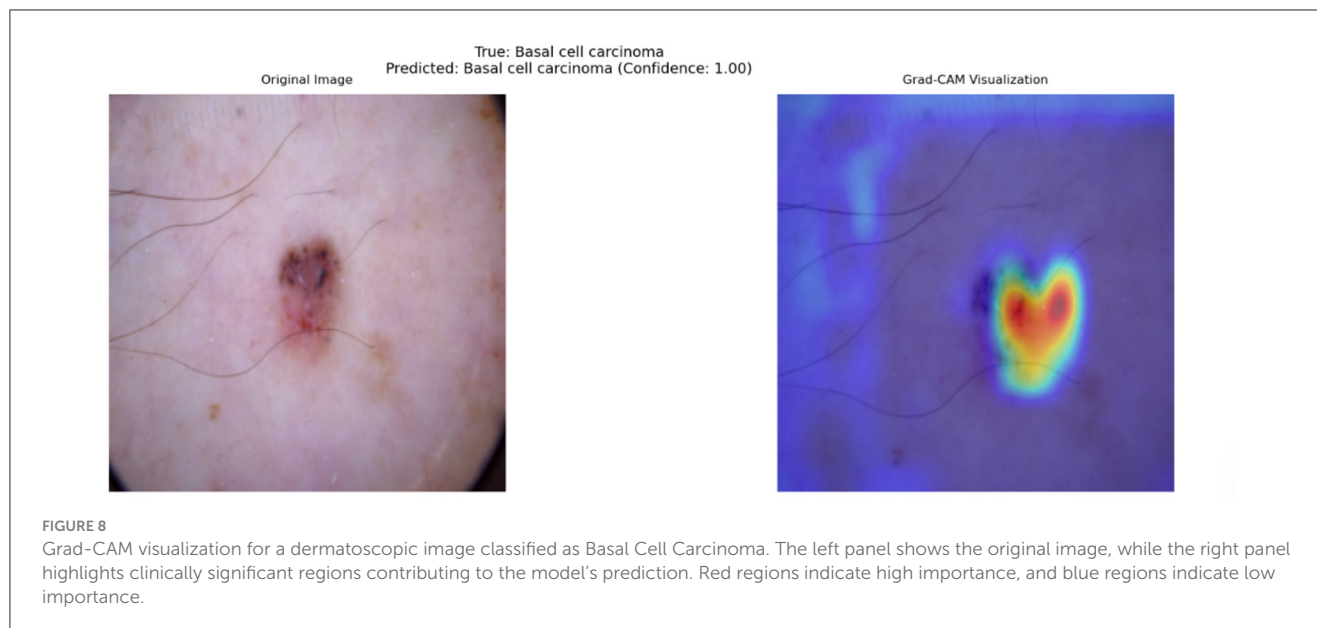 True: Basal cell carcinoma
Predicted: Basal cell carcinoma (Confidence: 1.00)
Original Image
Grad-CAM Visualization
FIGURE 8
Grad-CAM visualization for a dermatoscopic image classified as Basal Cell Carcinoma. The left panel shows the original image, while the right panel
highlights clinically significant regions contributing to the model's prediction. Red regions indicate high importance, and blue regions indicate low
importance.